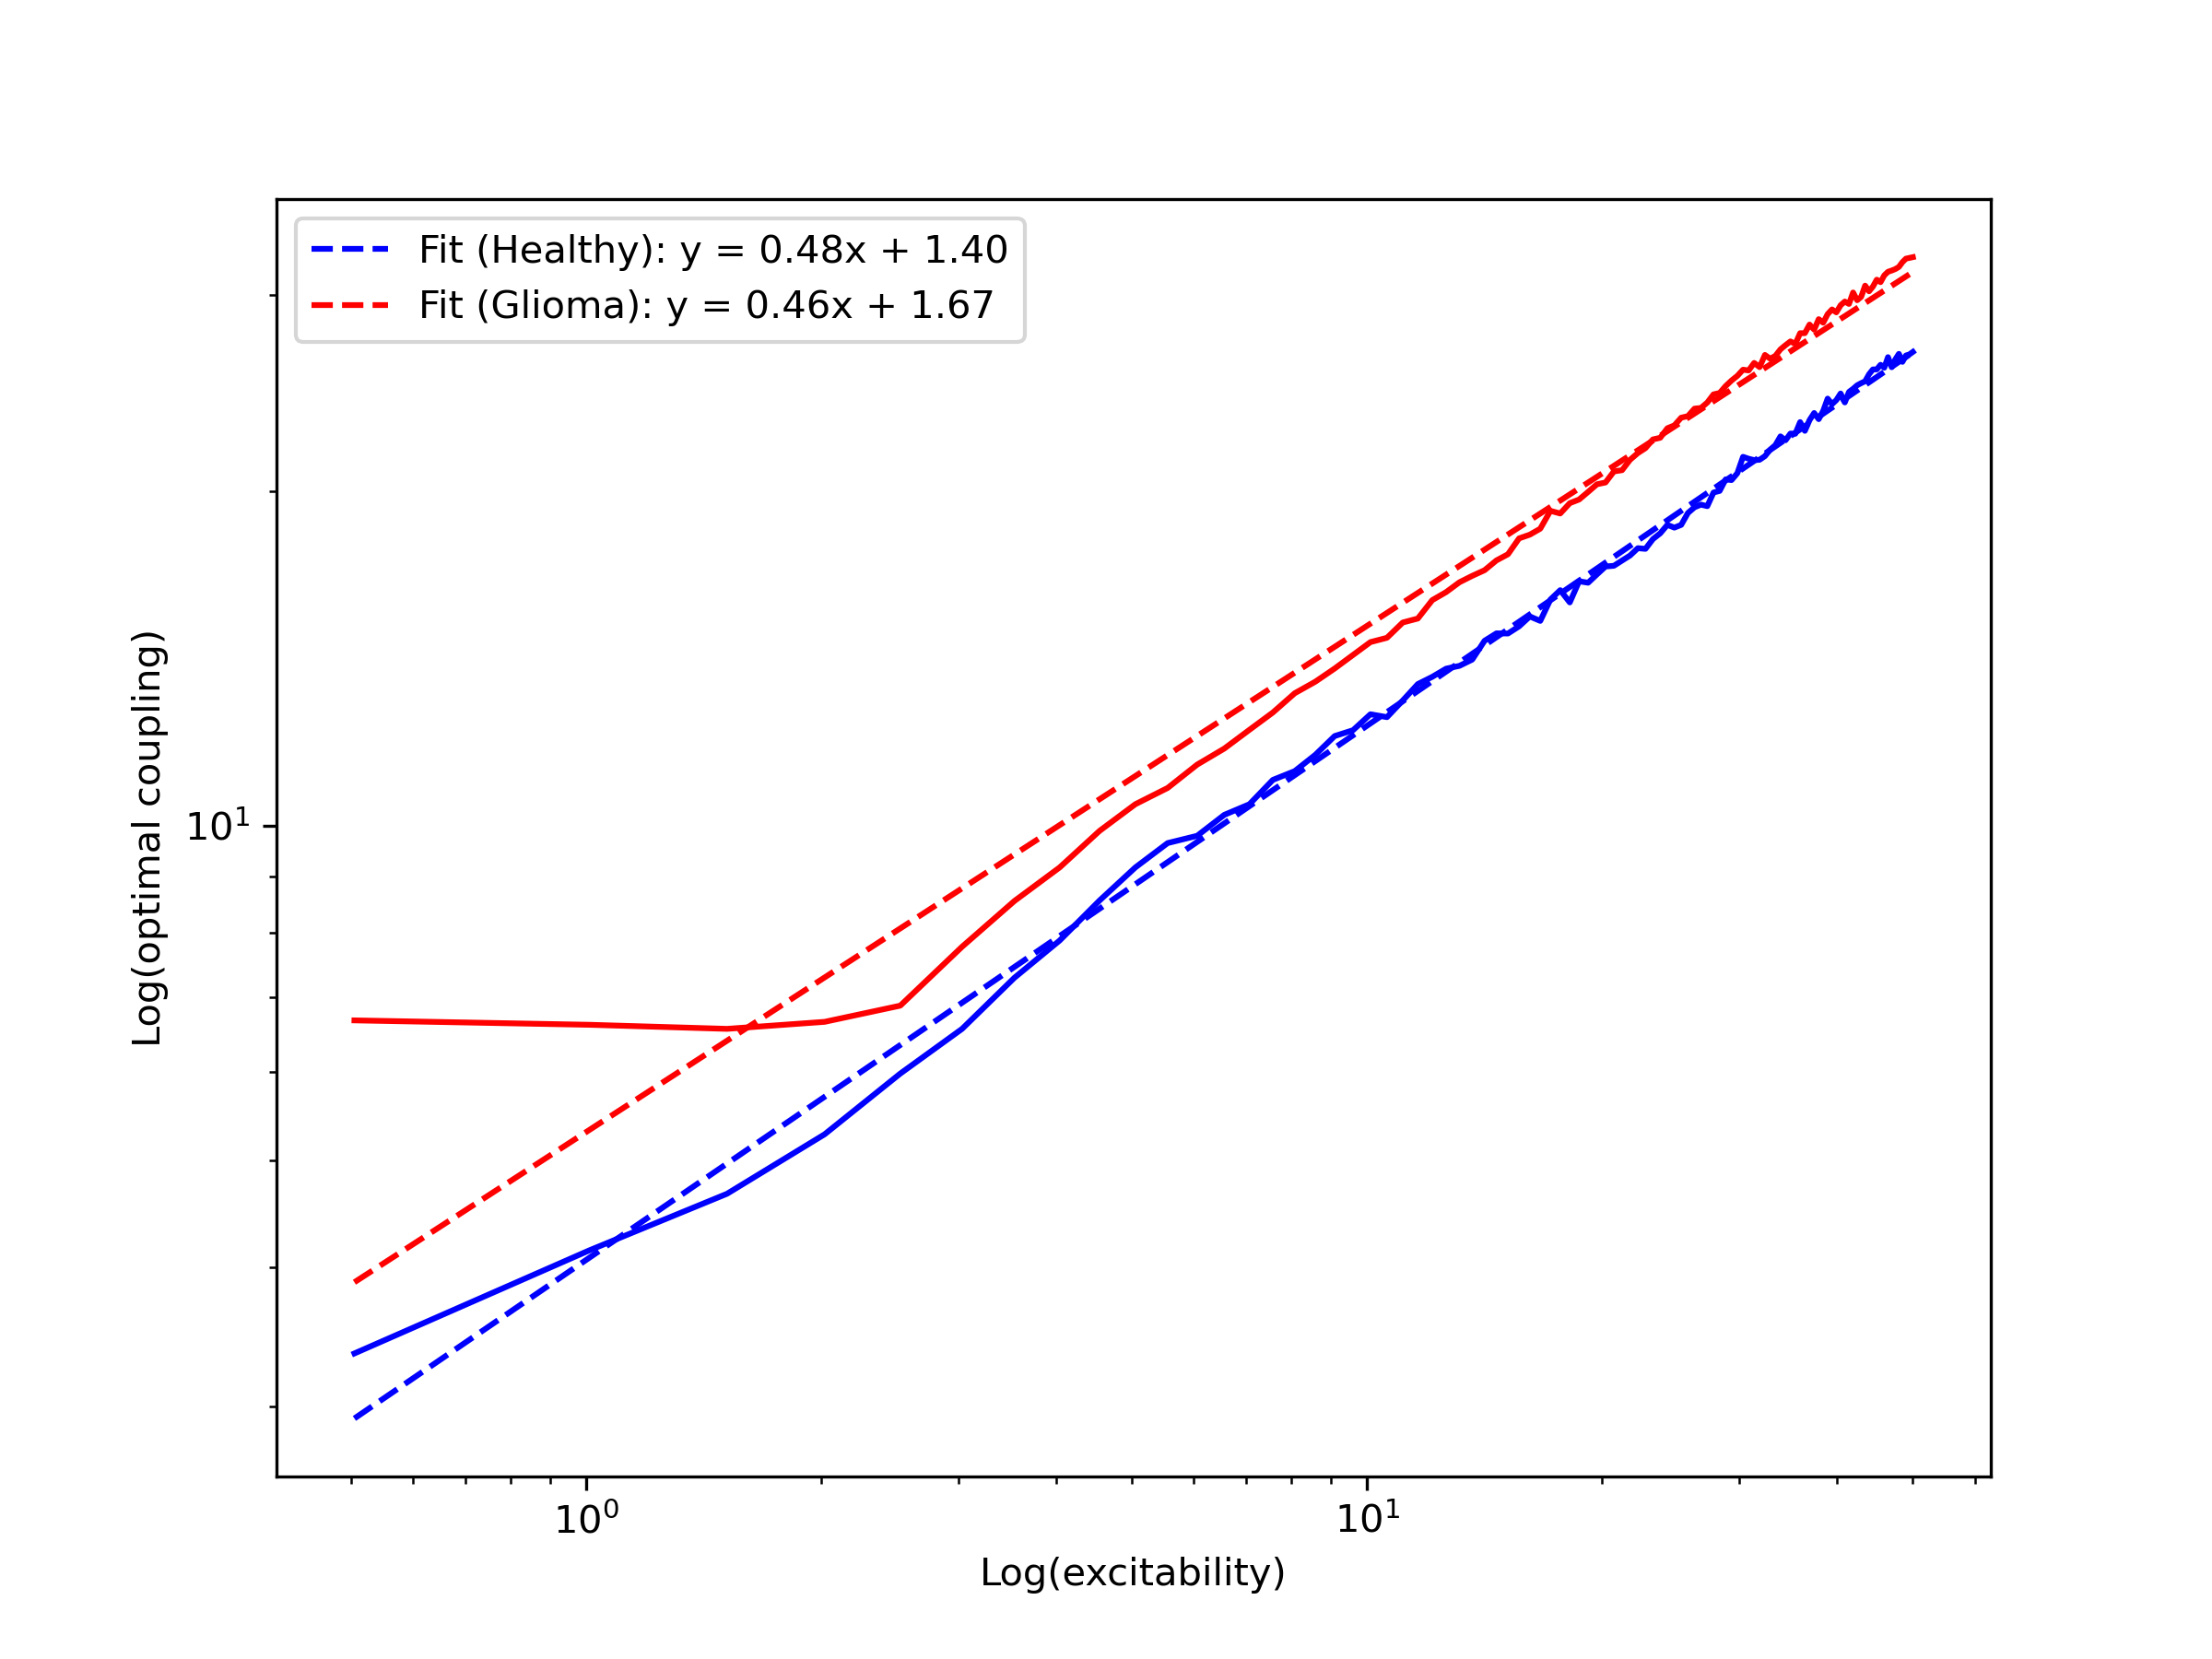 Fit (Healthy): y = 0.48x + 1.40
Fit (Glioma): y = 0.46x + 1.67
Log(optimal coupling)
10¹
10⁰
10¹
Log(excitability)